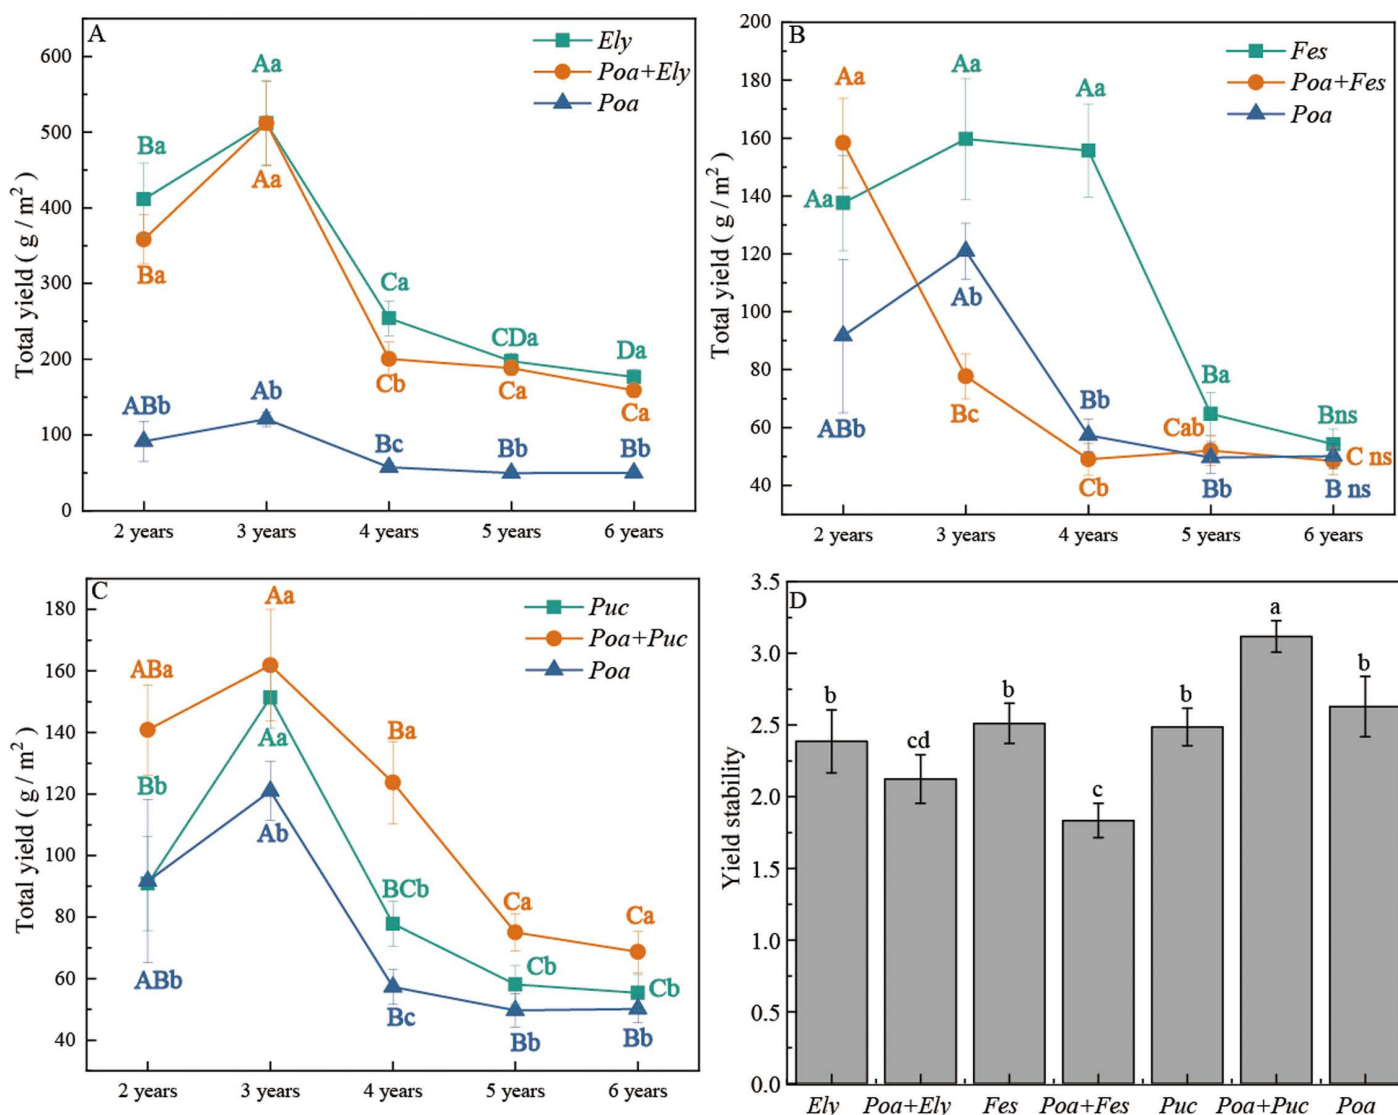 A
Ely
Poa+Ely
Poa
Total yield ( g / m2 )
600
500
400
300
200
100
0
Ba
Ba
ABb
Aa
Aa
Ab
Ca
Cb
Bc
CDa
Ca
Bb
Da
Ca
Bb
2 years 3 years 4 years 5 years 6 years
B
Fes
Poa+Fes
Poa
Total yield ( g / m2 )
200
180
160
140
120
100
80
60
40
Aa
Aa
ABb
Aa
Ab
Bc
Aa
Bb
Cb
Ba
Cab
Bb
Bns
C ns
B ns
2 years 3 years 4 years 5 years 6 years
C
Puc
Poa+Puc
Poa
Total yield ( g / m2 )
180
160
140
120
100
80
60
40
ABa
Bb
ABb
Aa
Aa
Ab
Ba
BCb
Bc
Ca
Cb
Bb
Ca
Cb
Bb
2 years 3 years 4 years 5 years 6 years
D
Yield stability
3.5
3.0
2.5
2.0
1.5
1.0
0.5
0.0
b
cd
b
c
b
a
b
Ely Poa+Ely Fes Poa+Fes Puc Poa+Puc Poa